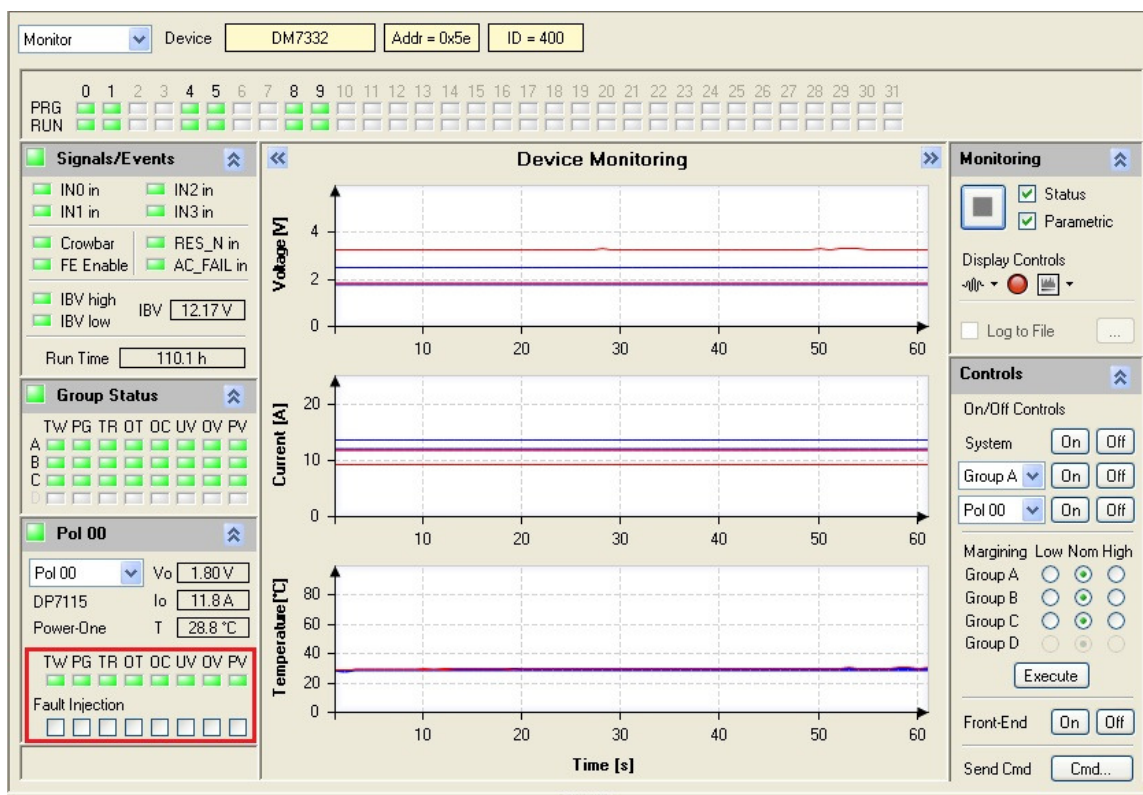 Monitor Device DM7332 Addr = 0x5e ID = 400
0 1 2 3 4 5 6 7 8 9 10 11 12 13 14 15 16 17 18 19 20 21 22 23 24 25 26 27 28 29 30 31
PRG
RUN
Signals/Events
IN0 in IN2 in
IN1 in IN3 in
Crowbar RES_N in
FE Enable AC_FAIL in
IBV high
IBV low
IBV 12.17 V
Run Time 110.1 h
Group Status
TW PG TR OT OC UV OV PV
A
B
C
D
Pol 00
Pol 00 Vo 1.80 V
DP7115 Io 11.8 A
Power-One T 28.8 °C
TW PG TR OT OC UV OV PV
Fault Injection
Device Monitoring
Voltage [V]
4
2
0
10 20 30 40 50 60
Current [A]
20
10
0
10 20 30 40 50 60
Temperature[°C]
80
60
40
20
0
10 20 30 40 50 60
Time [s]
Monitoring
Status
Parametric
Display Controls
Log to File ...
Controls
On/Off Controls
System On Off
Group A On Off
Pol 00 On Off
Margining Low Nom High
Group A
Group B
Group C
Group D
Execute
Front-End On Off
Send Cmd Cmd...